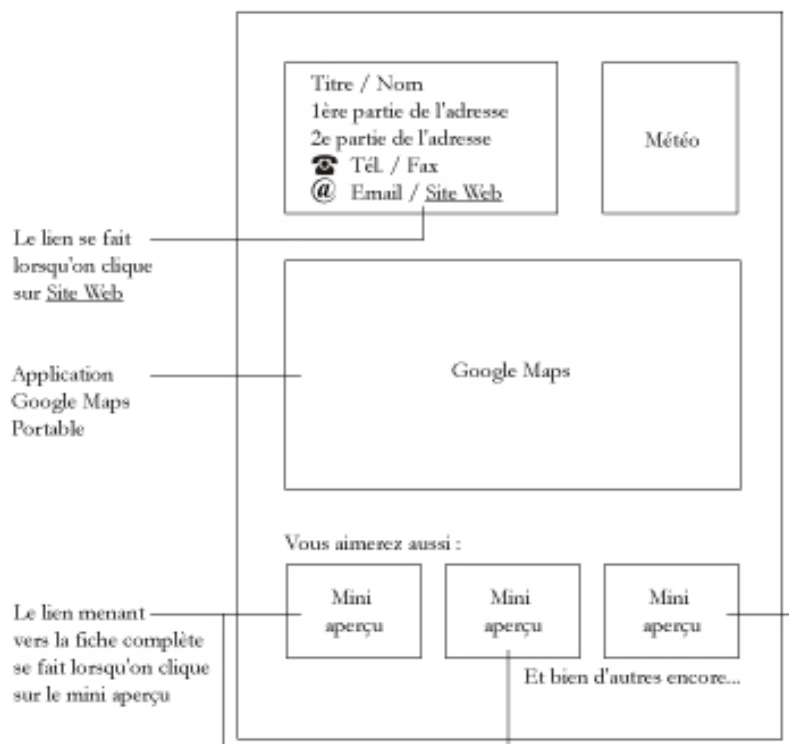 Titre / Nom
1ère partie de l'adresse
2e partie de l'adresse
☎ Tél. / Fax
@ Email / Site Web
Météo
Le lien se fait
lorsqu'on clique
sur Site Web
Application
Google Maps
Portable
Google Maps
Vous aimerez aussi :
Mini
aperçu
Mini
aperçu
Mini
aperçu
Le lien menant
vers la fiche complète
se fait lorsqu'on clique
sur le mini aperçu
Et bien d'autres encore...